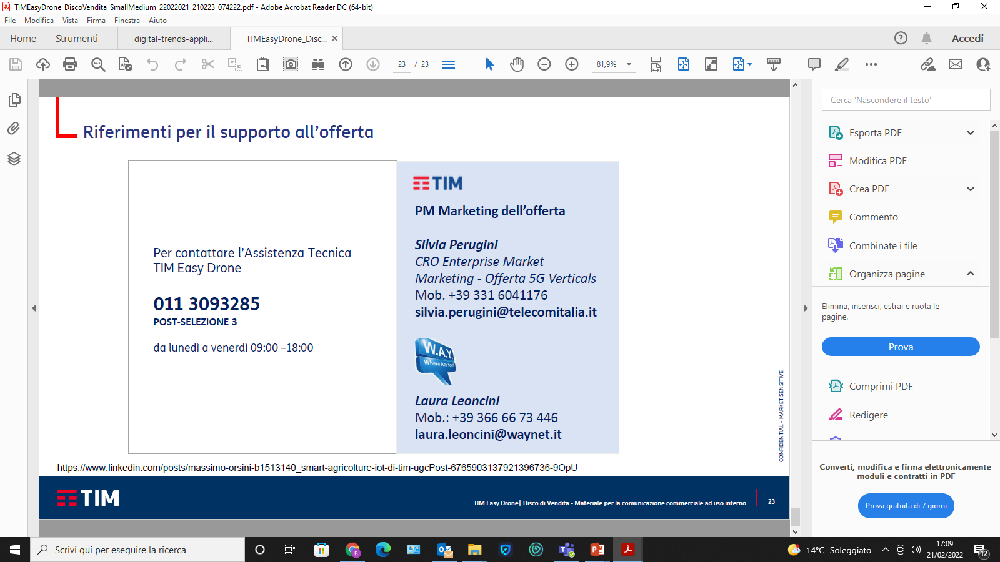 TIMEasyDrone_DiscoVendita_SmallMedium_22022021_210223_074222.pdf - Adobe Acrobat Reader DC (64-bit)
File Modifica Vista Firma Finestra Aiuto
Home Strumenti digital-trends-appli... TIMEasyDrone_Disc... × Accedi
23 / 23 81,9%
Cerca 'Nascondere il testo'
Riferimenti per il supporto all'offerta
Per contattare l'Assistenza Tecnica
TIM Easy Drone
011 3093285
POST-SELEZIONE 3
da lunedì a venerdì 09:00 –18:00
TIM
PM Marketing dell'offerta
Silvia Perugini
CRO Enterprise Market
Marketing - Offerta 5G Verticals
Mob. +39 331 6041176
silvia.perugini@telecomitalia.it
W.A.Y.
Where Are You?
Laura Leoncini
Mob.: +39 366 66 73 446
laura.leoncini@waynet.it
CONFIDENTIAL - MARKET SENSITIVE
https://www.linkedin.com/posts/massimo-orsini-b1513140_smart-agricolture-iot-di-tim-ugcPost-6765903137921396736-9OpU
TIM
TIM Easy Drone| Disco di Vendita - Materiale per la comunicazione commerciale ad uso interno 23
Esporta PDF
Modifica PDF
Crea PDF
Commento
Combinate i file
Organizza pagine
Elimina, inserisci, estrai e ruota le
pagine.
Prova
Comprimi PDF
Redigere
Converti, modifica e firma elettronicamente
moduli e contratti in PDF
Prova gratuita di 7 giorni
Scrivi qui per eseguire la ricerca
14°C Soleggiato
17:09
21/02/2022
12